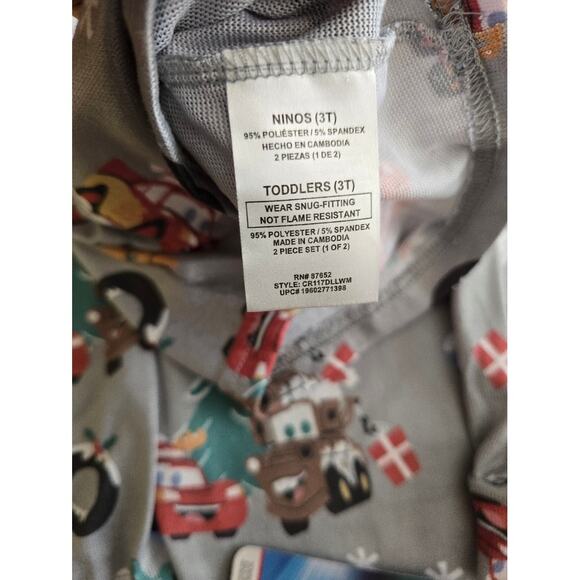 NINOS (3T)
95% POLIÉSTER / 5% SPANDEX
HECHO EN CAMBODIA
2 PIEZAS (1 DE 2)
TODDLERS (3T)
WEAR SNUG-FITTING
NOT FLAME RESISTANT
95% POLYESTER / 5% SPANDEX
MADE IN CAMBODIA
2 PIECE SET (1 OF 2)
RN# 87652
STYLE: CR117DLLWM
UPC# 19602771398